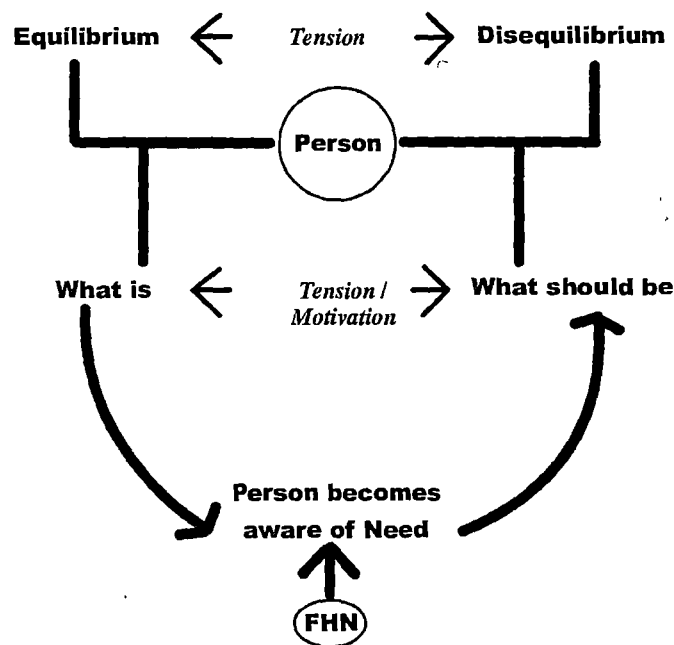 Equilibrium
Tension
Disequilibrium
Person
What is
Tension /
Motivation
What should be
Person becomes
aware of Need
FHN